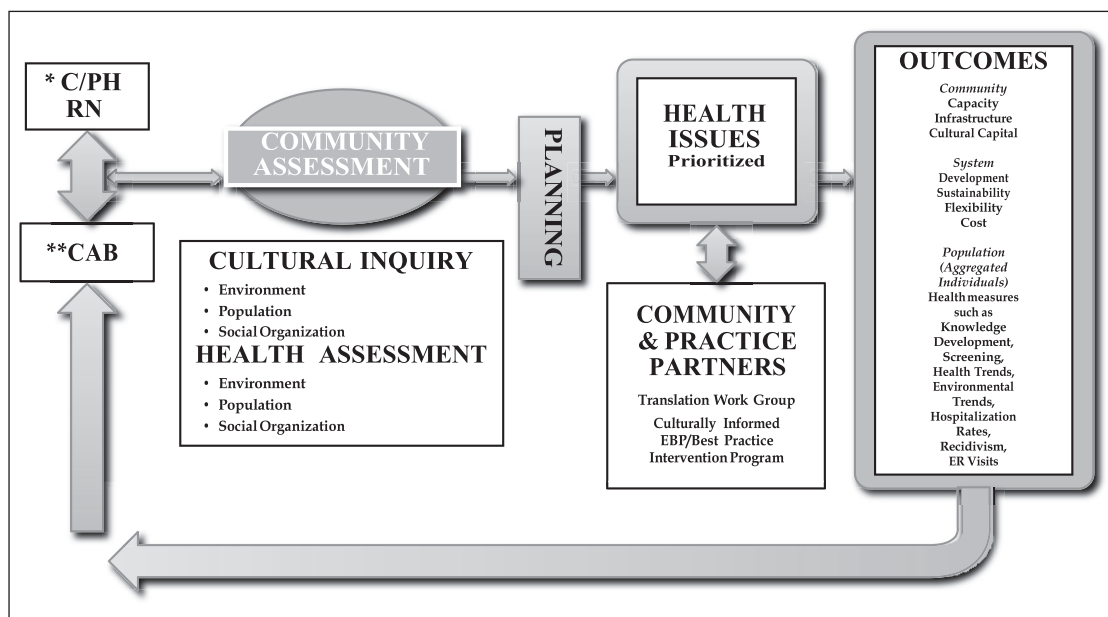 * C/PH
RN
**CAB
COMMUNITY
ASSESSMENT
CULTURAL INQUIRY
• Environment
• Population
• Social Organization
HEALTH ASSESSMENT
• Environment
• Population
• Social Organization
PLANNING
HEALTH
ISSUES
Prioritized
COMMUNITY
& PRACTICE
PARTNERS
Translation Work Group
Culturally Informed
EBP/Best Practice
Intervention Program
OUTCOMES
Community
Capacity
Infrastructure
Cultural Capital
System
Development
Sustainability
Flexibility
Cost
Population
(Aggregated
Individuals)
Health measures
such as
Knowledge
Development,
Screening,
Health Trends,
Environmental
Trends,
Hospitalization
Rates,
Recidivism,
ER Visits